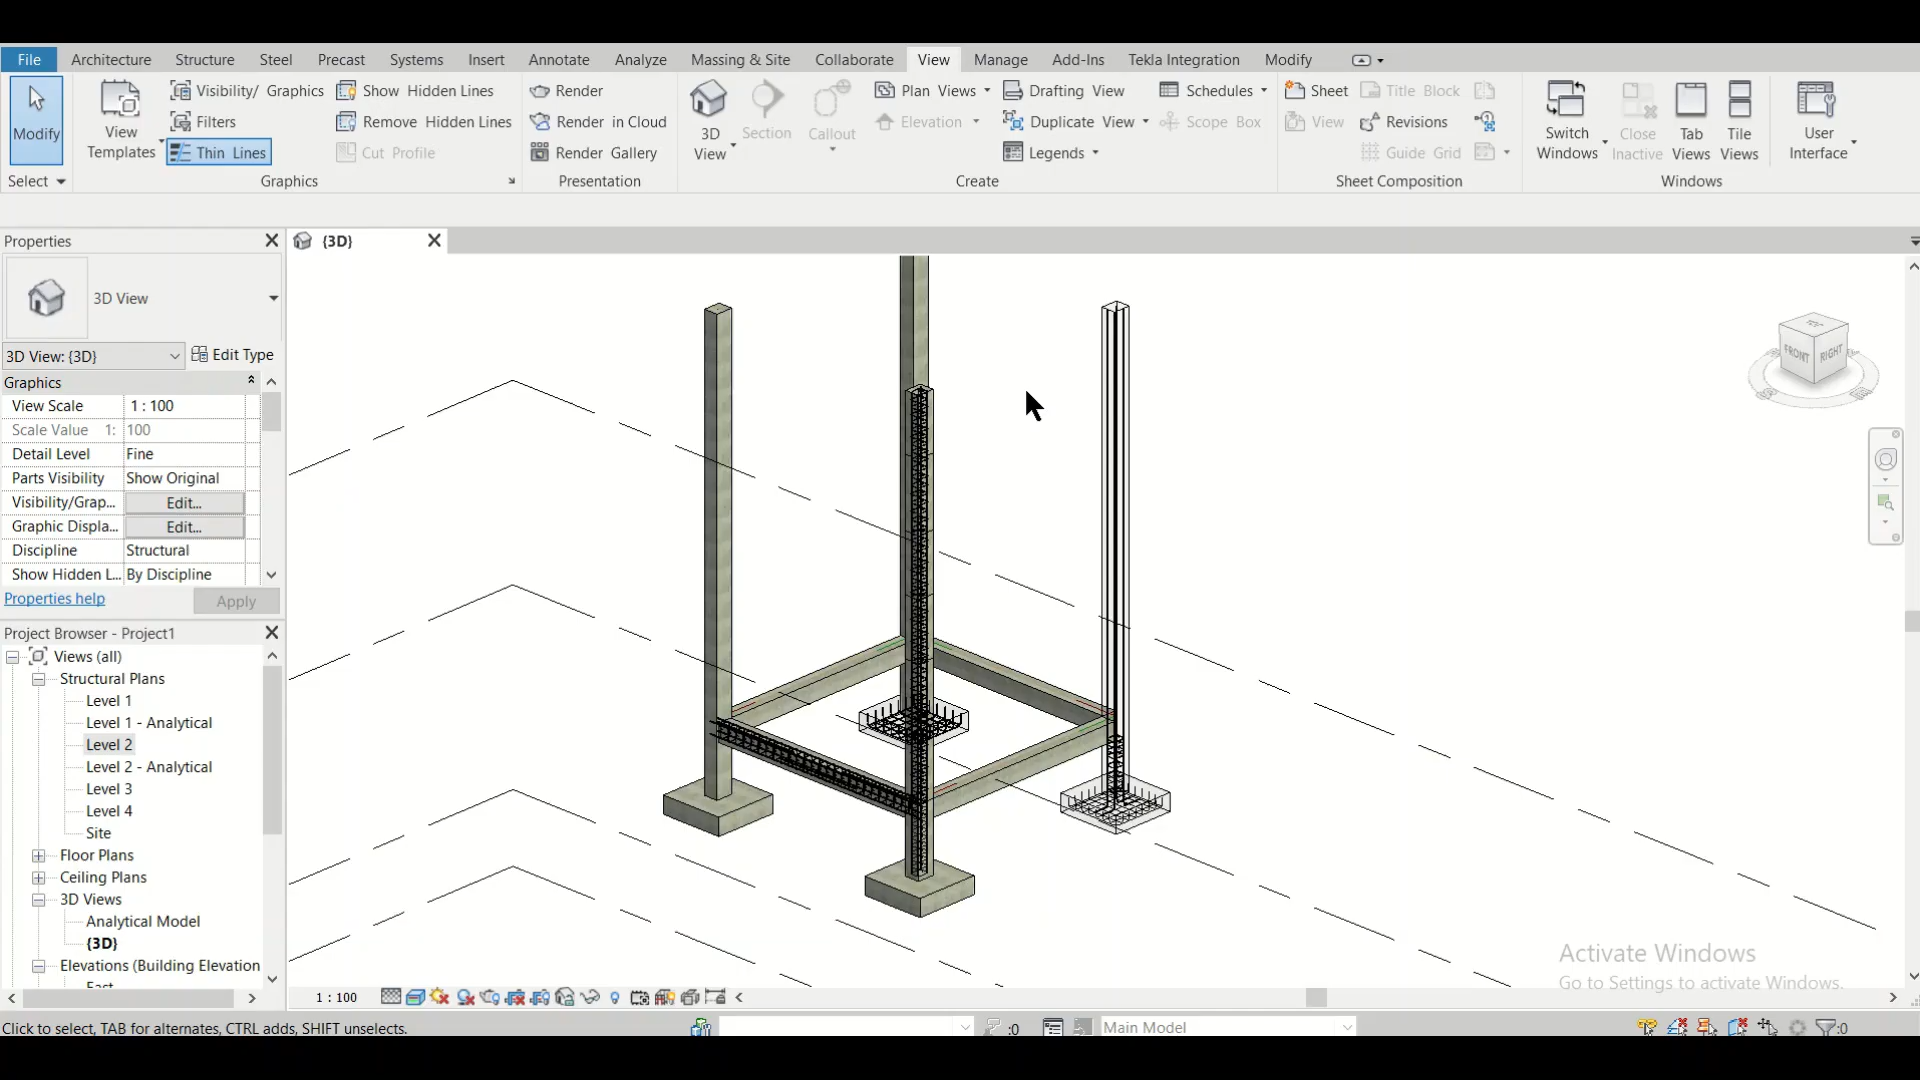 File Architecture Structure Steel Precast Systems Insert Annotate Analyze Massing & Site Collaborate View Manage Add-Ins Tekla Integration Modify
Modify
Select
View Templates
Visibility/ Graphics
Filters
Thin Lines
Show Hidden Lines
Remove Hidden Lines
Cut Profile
Graphics
Render
Render in Cloud
Render Gallery
Presentation
3D View
Section
Callout
Plan Views
Elevation
Drafting View
Duplicate View
Legends
Schedules
Scope Box
Create
Sheet
View
Title Block
Revisions
Guide Grid
Sheet Composition
Switch Windows
Close Inactive
Tab Views
Tile Views
User Interface
Windows
Properties
{3D}
3D View
3D View: {3D} Edit Type
Graphics
View Scale 1 : 100
Scale Value 1: 100
Detail Level Fine
Parts Visibility Show Original
Visibility/Grap... Edit...
Graphic Displa... Edit...
Discipline Structural
Show Hidden L... By Discipline
Properties help Apply
Project Browser - Project1
Views (all)
Structural Plans
Level 1
Level 1 - Analytical
Level 2
Level 2 - Analytical
Level 3
Level 4
Site
Floor Plans
Ceiling Plans
3D Views
Analytical Model
{3D}
Elevations (Building Elevation
FRONT RIGHT
Activate Windows
Go to Settings to activate Windows.
1 : 100
Click to select, TAB for alternates, CTRL adds, SHIFT unselects.
:0
Main Model
:0